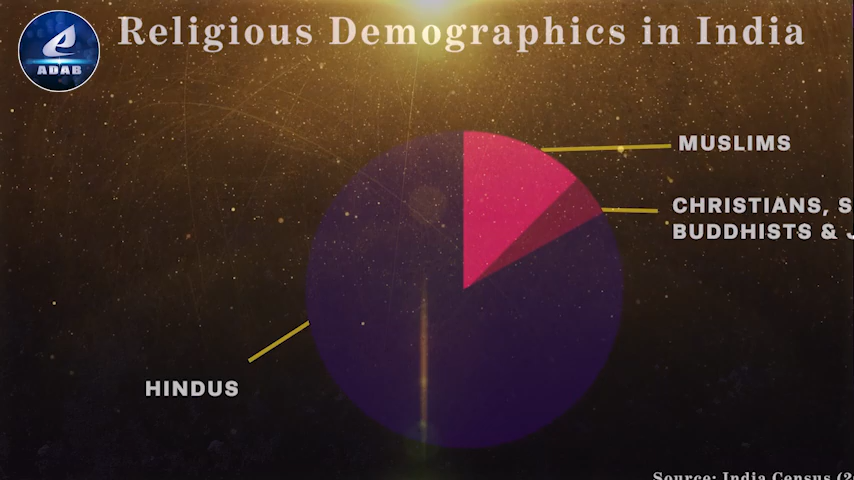 Religious Demographics in India
ADAB
MUSLIMS
CHRISTIANS, S
BUDDHISTS & J
HINDUS
Source: India Census (2